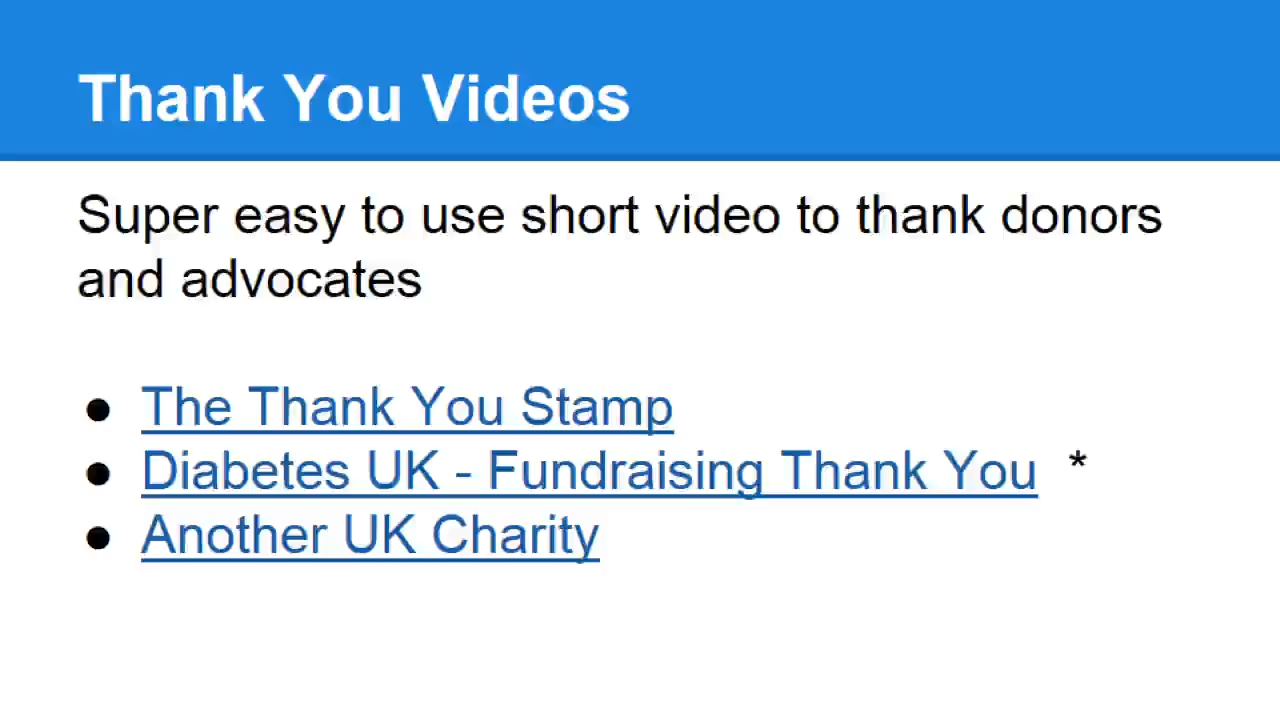 Thank You Videos
Super easy to use short video to thank donors
and advocates
● The Thank You Stamp
● Diabetes UK - Fundraising Thank You *
● Another UK Charity